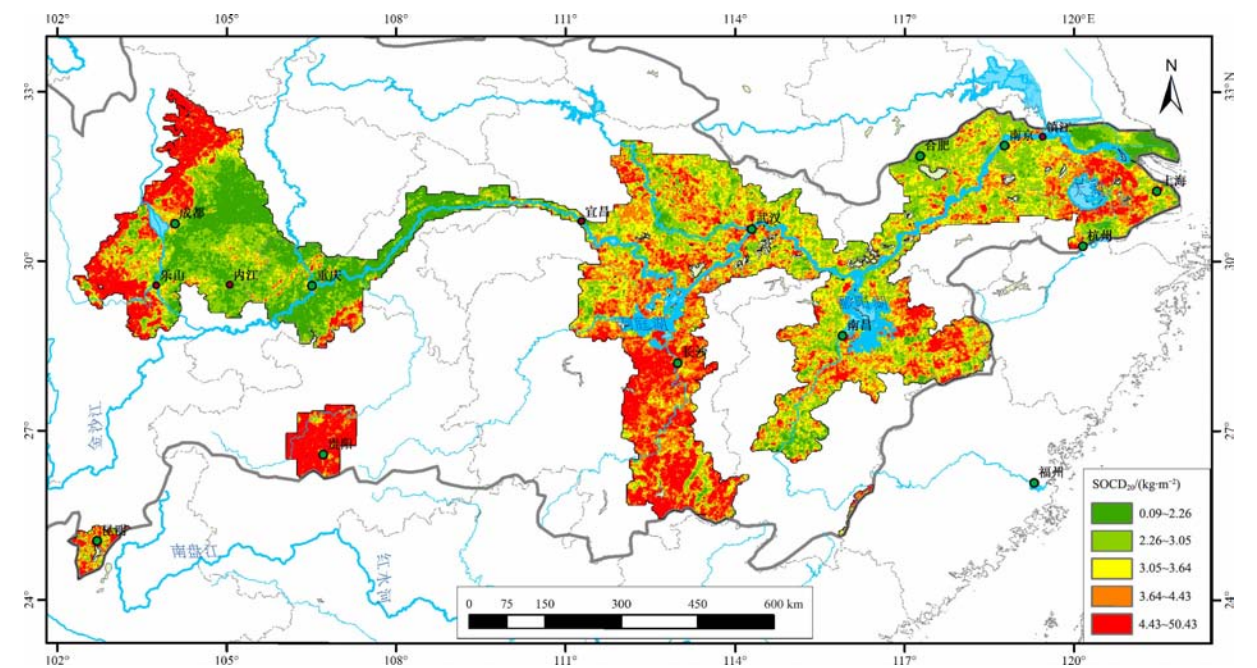 102°
105°
108°
111°
114°
117°
120°E
33°
33°N
N
镇江
南京
合肥
上海
杭州
成都
宜昌
武汉
30°
30°
乐山
内江
重庆
南昌
长沙
27°
27°
金沙江
贵阳
福州
SOCD₂₀/(kg·m⁻²)
0.09~2.26
2.26~3.05
3.05~3.64
3.64~4.43
4.43~50.43
昆明
南盘江
红水河
24°
24°
0 75 150 300 450 600 km
102°
105°
108°
111°
114°
117°
120°